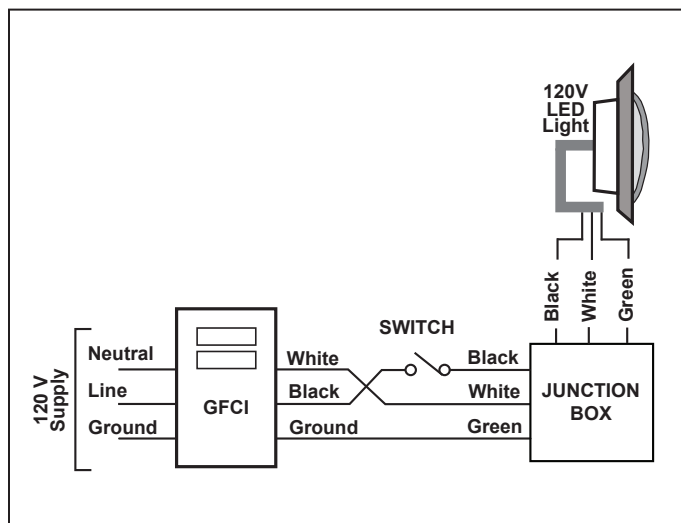 120V
LED
Light
Black
White
Green
SWITCH
120 V
Supply
Neutral
Line
Ground
GFCI
White
Black
Ground
Black
White
Green
JUNCTION
BOX